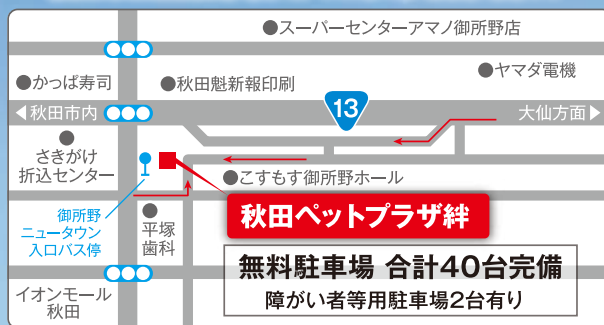 ●スーパーセンターアマノ御所野店
●かっぱ寿司
●秋田魁新報印刷
●ヤマダ電機
◀秋田市内
13
大仙方面▶
●
さきがけ
折込センター
●こすもす御所野ホール
御所野
ニュータウン
入口バス停
●
平塚
歯科
秋田ペットプラザ絆
無料駐車場 合計40台完備
障がい者等用駐車場2台有り
イオンモール
秋田